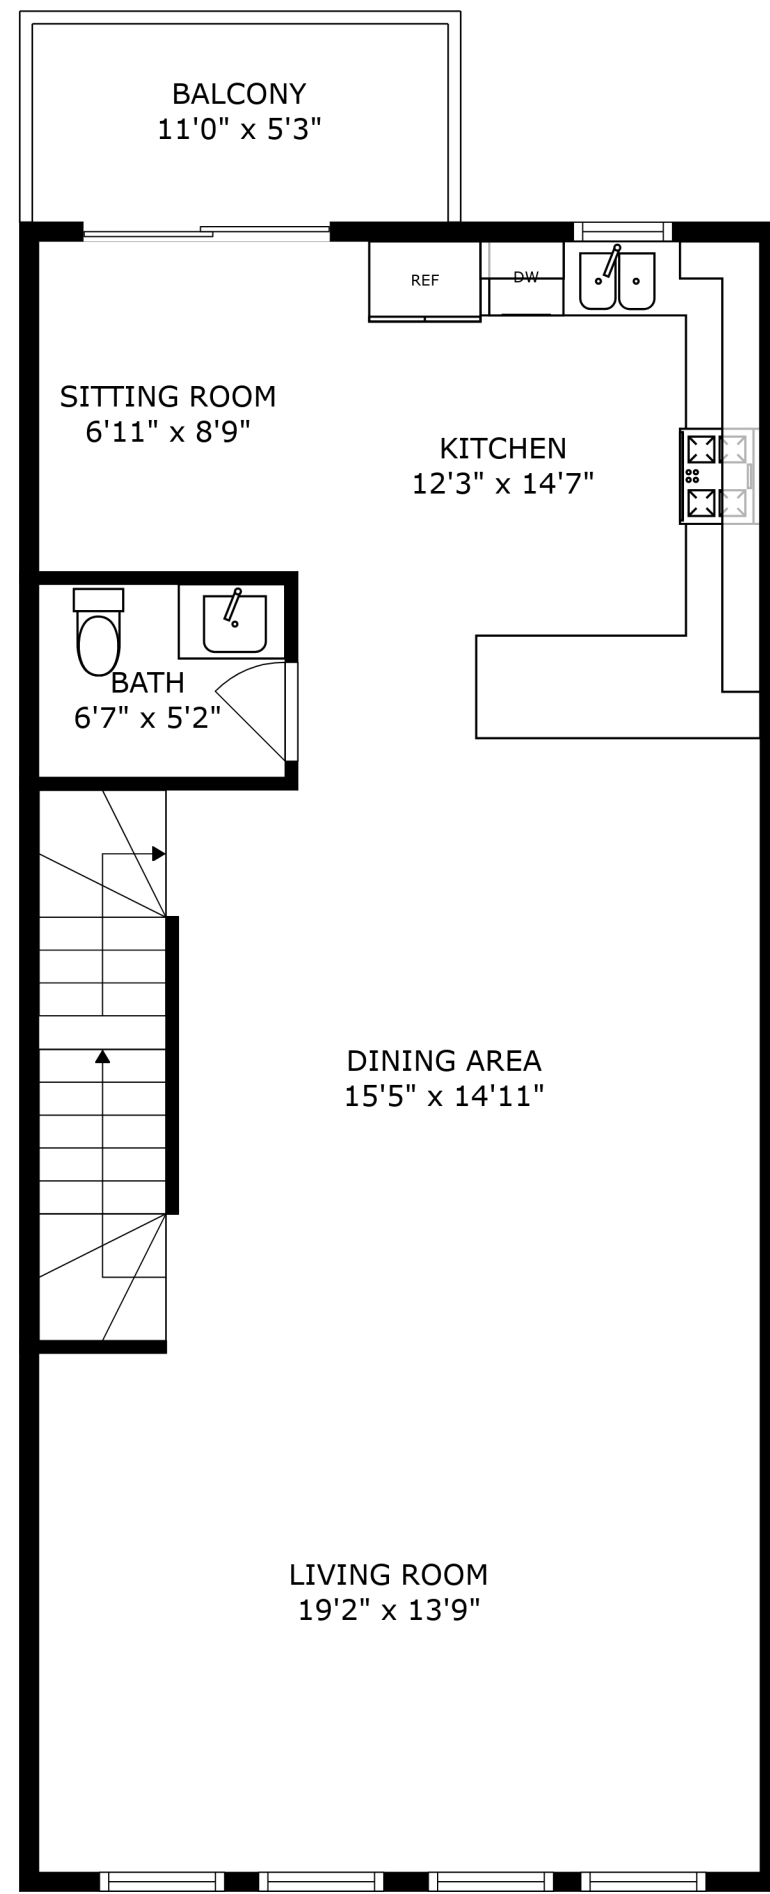 BALCONY
11'0" x 5'3"
REF
DW
SITTING ROOM
6'11" x 8'9"
KITCHEN
12'3" x 14'7"
BATH
6'7" x 5'2"
DINING AREA
15'5" x 14'11"
LIVING ROOM
19'2" x 13'9"